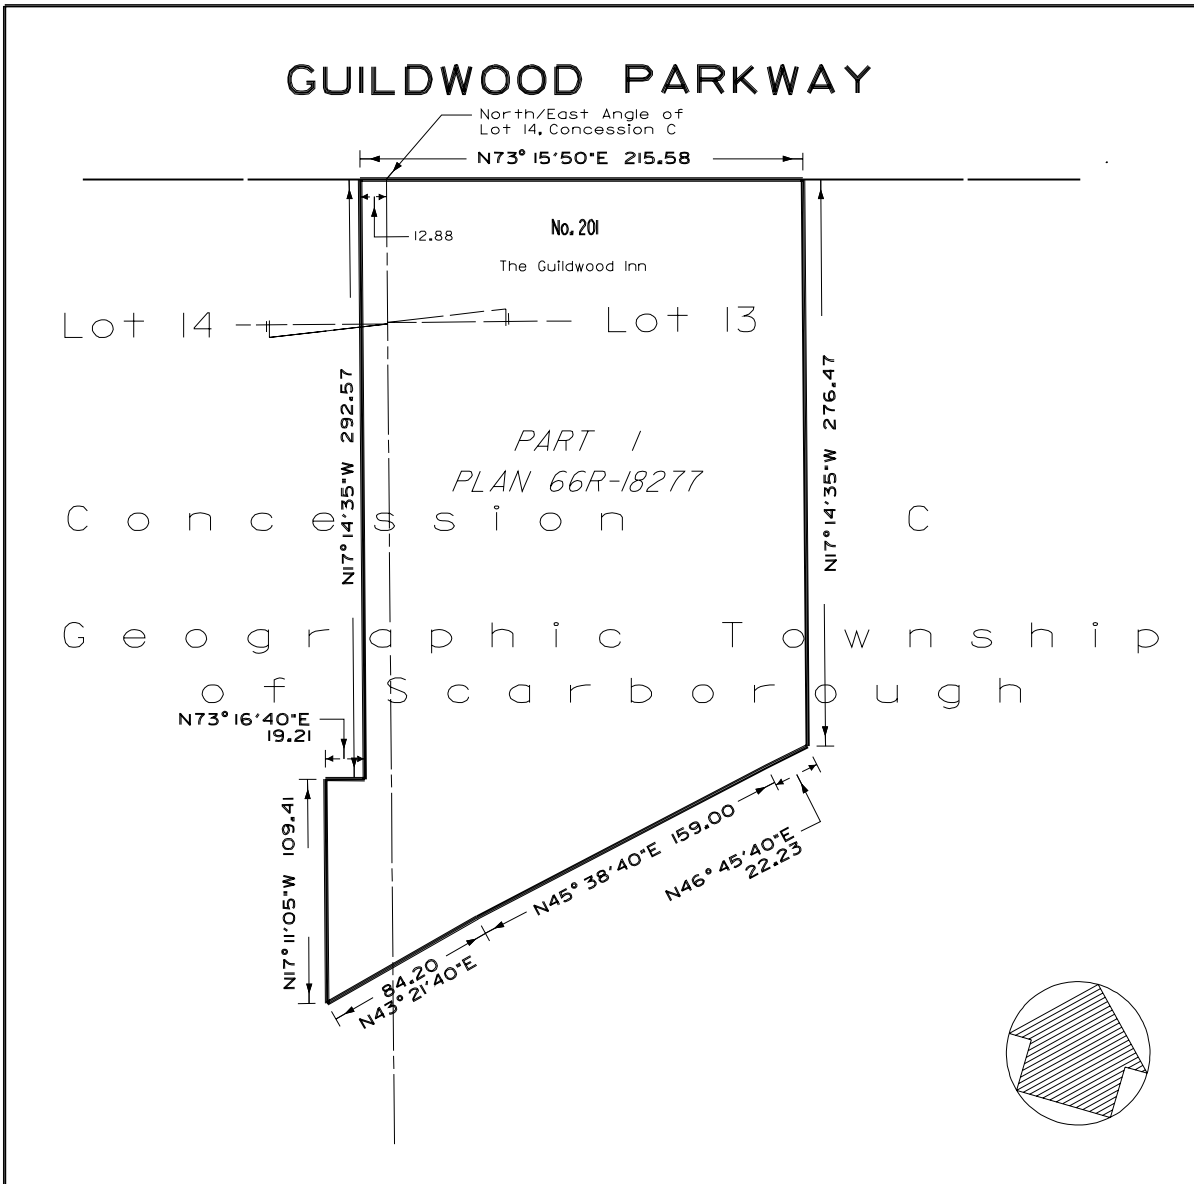 GUILDWOOD PARKWAY
North/East Angle of
Lot 14, Concession C
N73° 15'50"E 215.58
12.88
No. 201
The Guildwood Inn
Lot 14
Lot 13
N17° 14'35"W 292.57
N17° 14'35"W 276.47
PART 1
PLAN 66R-18277
Concession C
Geographic Township
of Scarborough
N73° 16'40"E
19.21
N17° 11'05"W 109.41
N45° 38'40"E 159.00
N46° 45'40"E
22.23
84.20
N43° 21'40"E